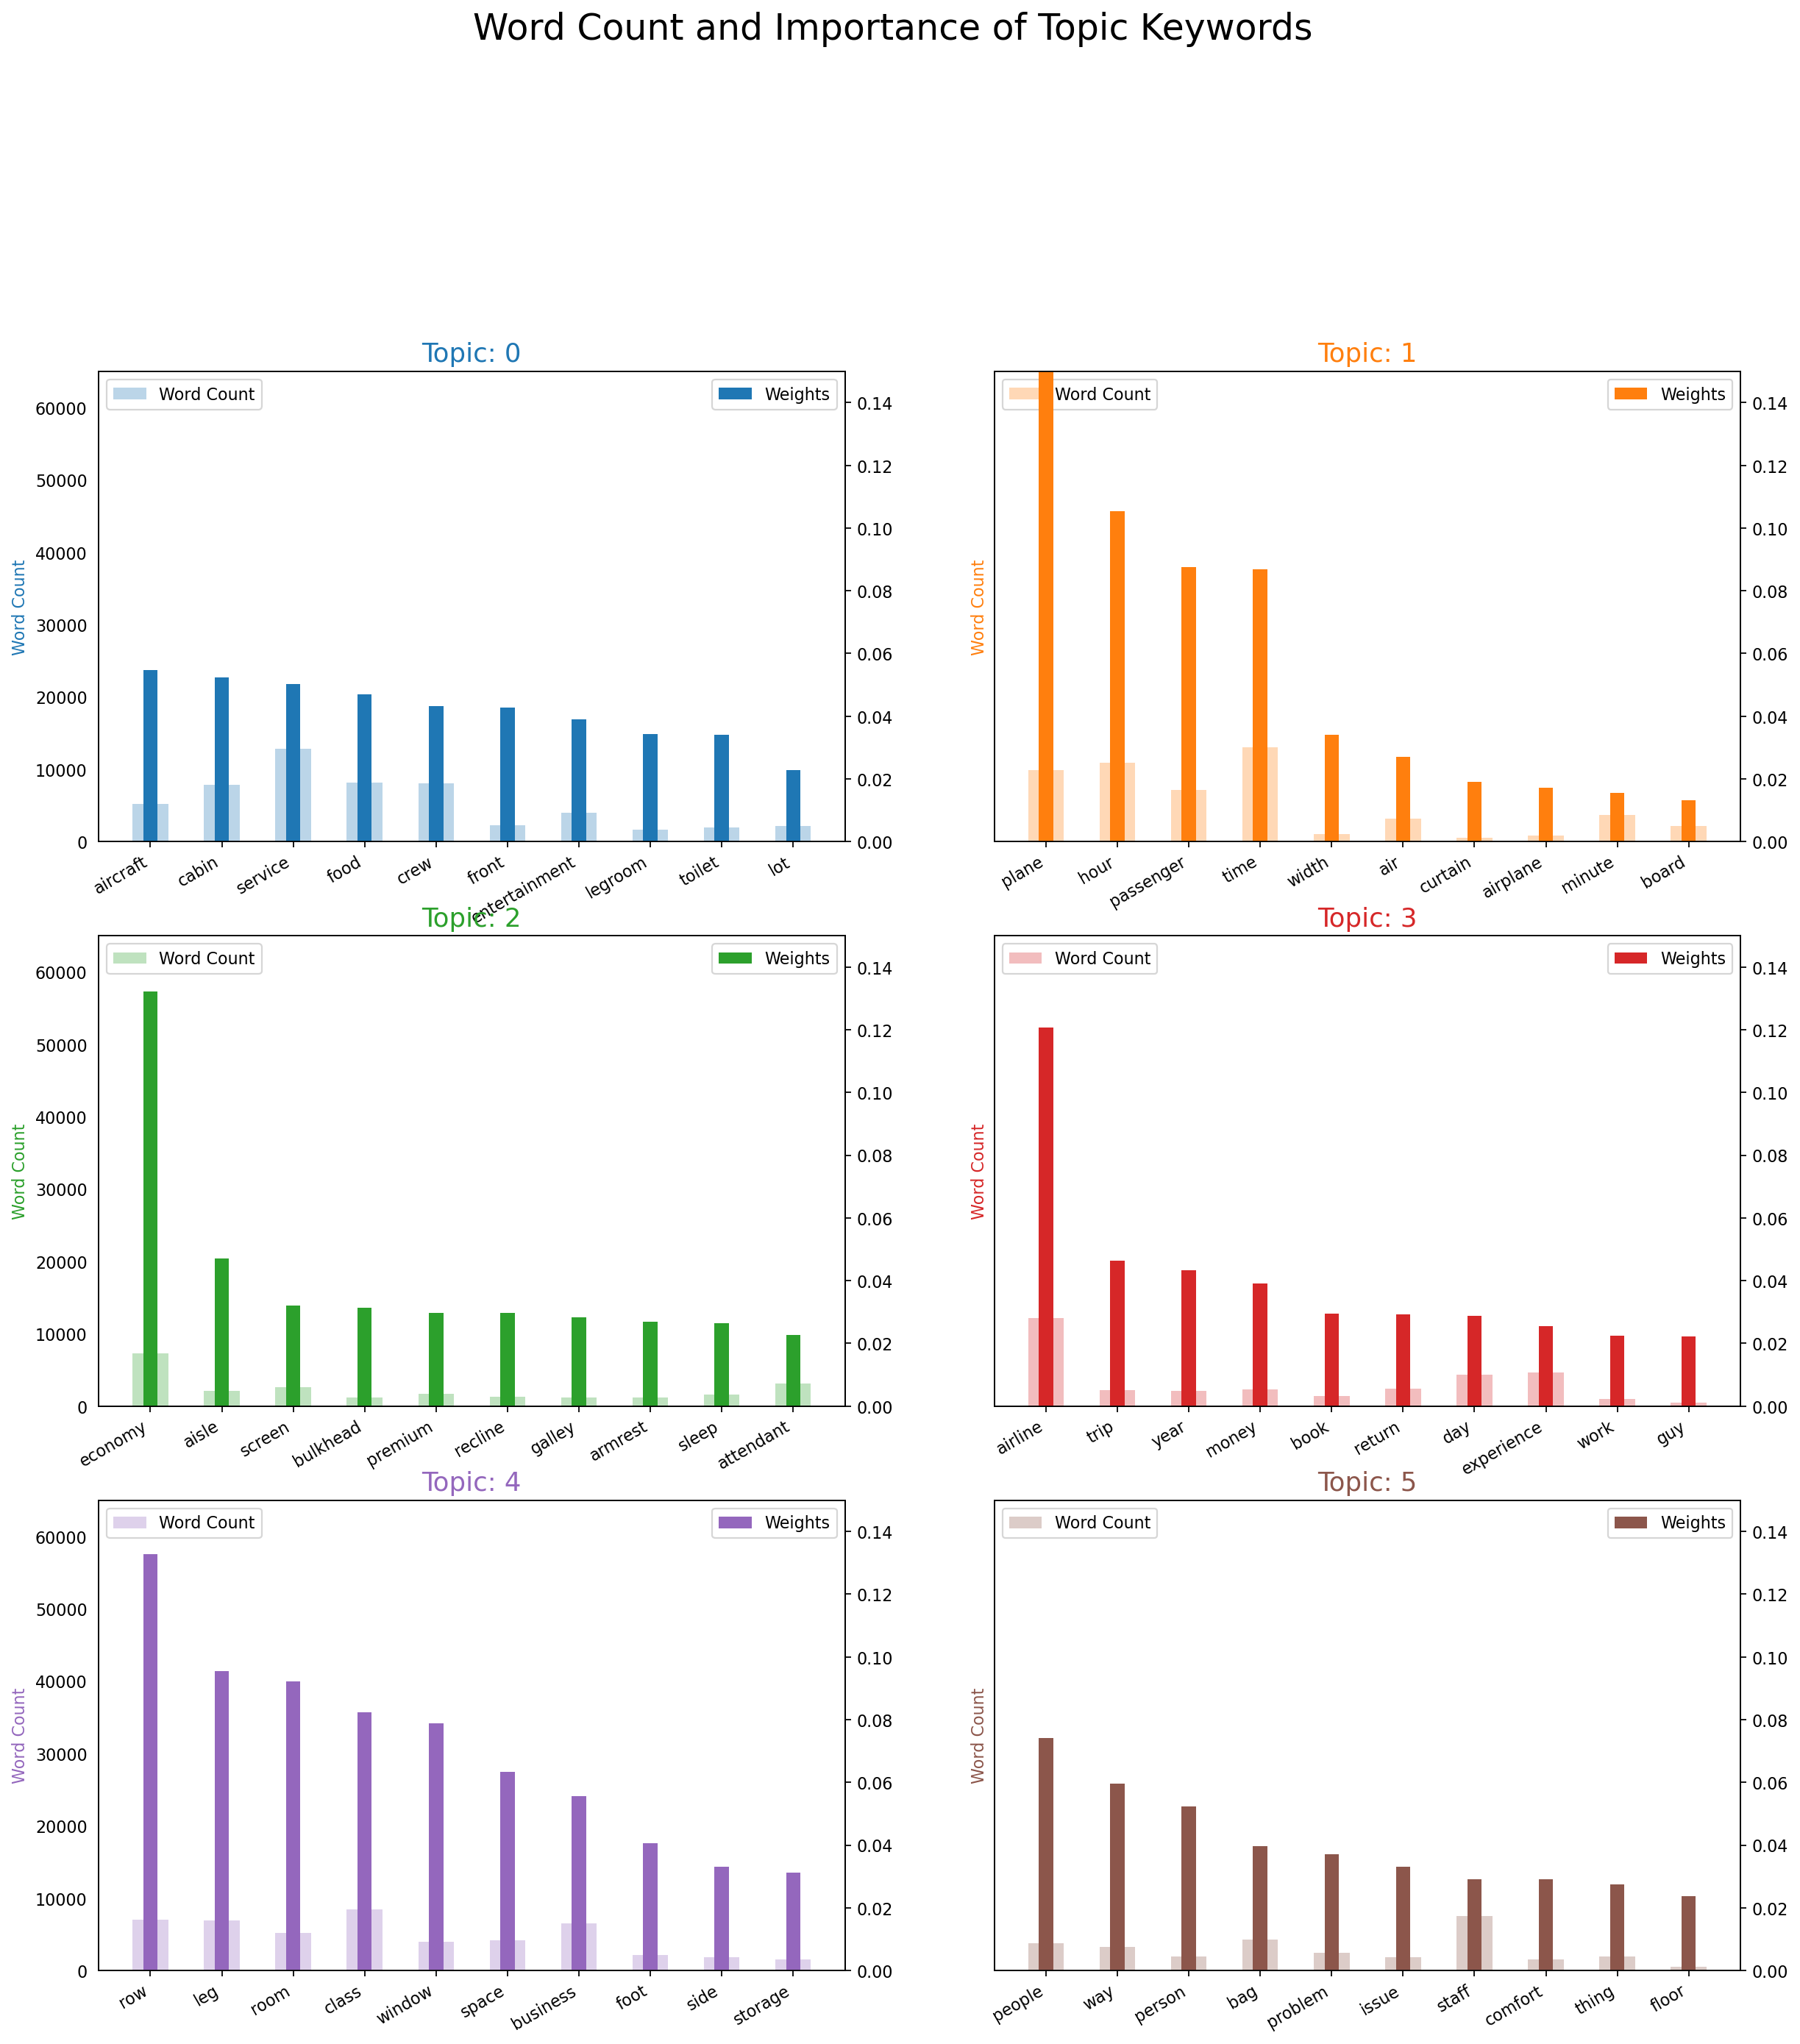 Word Count and Importance of Topic Keywords
Topic: 0
Word Count
Weights
Word Count
60000
50000
40000
30000
20000
10000
0
0.14
0.12
0.10
0.08
0.06
0.04
0.02
0.00
aircraft
cabin
service
food
crew
front
entertainment
legroom
toilet
lot
Topic: 1
Word Count
Weights
Word Count
0.14
0.12
0.10
0.08
0.06
0.04
0.02
0.00
plane
hour
passenger
time
width
air
curtain
airplane
minute
board
Topic: 2
Word Count
Weights
Word Count
60000
50000
40000
30000
20000
10000
0
0.14
0.12
0.10
0.08
0.06
0.04
0.02
0.00
economy
aisle
screen
bulkhead
premium
recline
galley
armrest
sleep
attendant
Topic: 3
Word Count
Weights
Word Count
0.14
0.12
0.10
0.08
0.06
0.04
0.02
0.00
airline
trip
year
money
book
return
day
experience
work
guy
Topic: 4
Word Count
Weights
Word Count
60000
50000
40000
30000
20000
10000
0
0.14
0.12
0.10
0.08
0.06
0.04
0.02
0.00
row
leg
room
class
window
space
business
foot
side
storage
Topic: 5
Word Count
Weights
Word Count
0.14
0.12
0.10
0.08
0.06
0.04
0.02
0.00
people
way
person
bag
problem
issue
staff
comfort
thing
floor